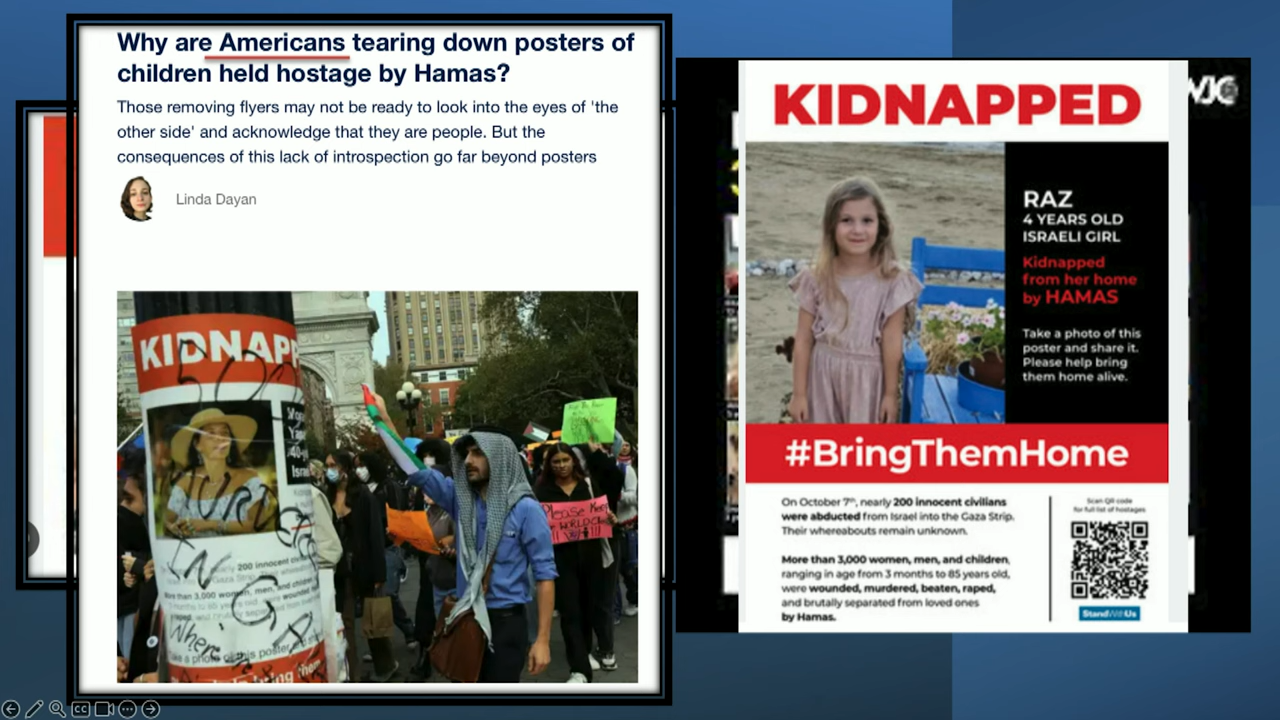 Why are Americans tearing down posters of
children held hostage by Hamas?
Those removing flyers may not be ready to look into the eyes of 'the
other side' and acknowledge that they are people. But the
consequences of this lack of introspection go far beyond posters
Linda Dayan
KIDNAPP
200 innocent
More than 3,000 women, men, and
Please Keep
KIDNAPPED
RAZ
4 YEARS OLD
ISRAELI GIRL
Kidnapped
from her home
by HAMAS
Take a photo of this
poster and share it.
Please help bring
them home alive.
#BringThemHome
On October 7th, nearly 200 innocent civilians
were abducted from Israel into the Gaza Strip.
Their whereabouts remain unknown.
More than 3,000 women, men, and children,
ranging in age from 3 months to 85 years old,
were wounded, murdered, beaten, raped,
and brutally separated from loved ones
by Hamas.
Scan QR code
for full list of hostages
StandWithUs
WJC
CC